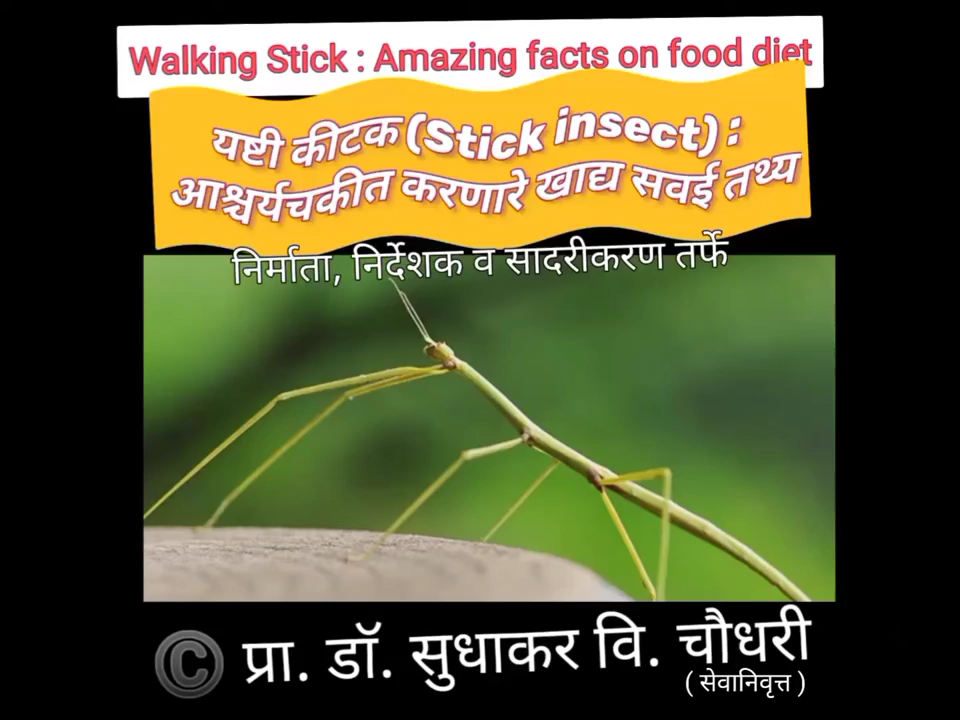 Walking Stick : Amazing facts on food diet
यष्टी कीटक (Stick insect) :
आश्चर्यचकीत करणारे खाद्य सवई तथ्य
निर्माता, निर्देशक व सादरीकरण तर्फे
© प्रा. डॉ. सुधाकर वि. चौधरी
( सेवानिवृत्त )